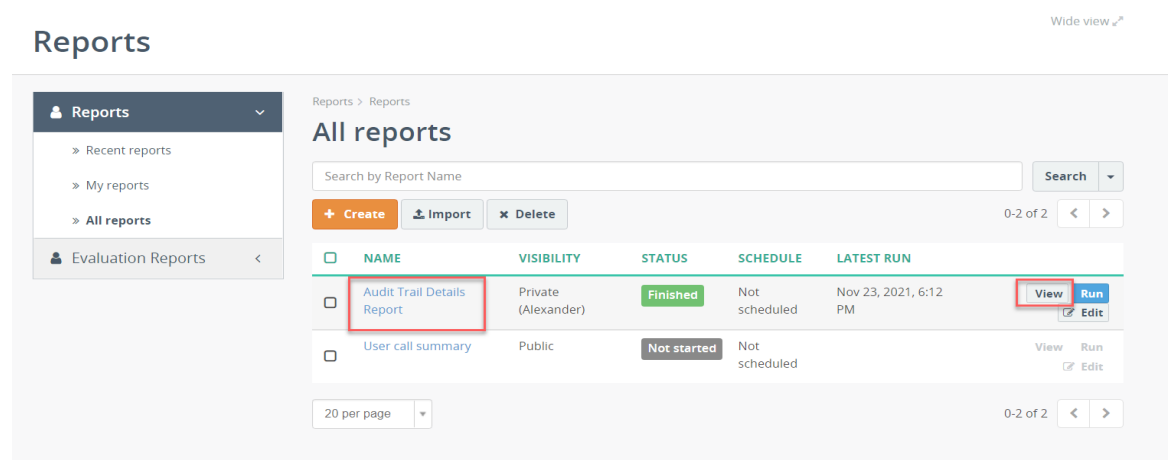 Wide view
Reports
Reports
Recent reports
My reports
All reports
Evaluation Reports
Reports > Reports
All reports
Search by Report Name
Search
Create Import Delete
0-2 of 2
NAME VISIBILITY STATUS SCHEDULE LATEST RUN
Audit Trail Details Private Finished Not Nov 23, 2021, 6:12 View Run
Report (Alexander) scheduled PM Edit
User call summary Public Not started Not View Run
scheduled Edit
20 per page 0-2 of 2